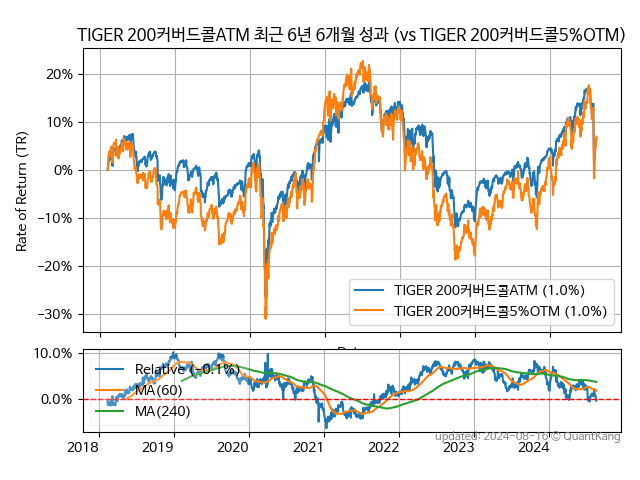 TIGER 200커버드콜ATM 최근 6년 6개월 성과 (vs TIGER 200커버드콜5%OTM)
Rate of Return (TR)
20%
10%
0%
−10%
−20%
−30%
TIGER 200커버드콜ATM (1.0%)
TIGER 200커버드콜5%OTM (1.0%)
10.0%
0.0%
Relative (−0.1%)
MA(60)
MA(240)
2018 2019 2020 2021 2022 2023 2024
updated: 2024-08-16 © QuantKang